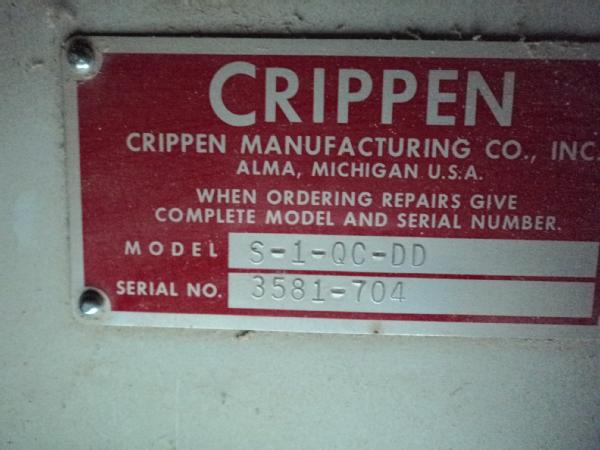 CRIPPEN
CRIPPEN MANUFACTURING CO., INC.
ALMA, MICHIGAN U.S.A.
WHEN ORDERING REPAIRS GIVE
COMPLETE MODEL AND SERIAL NUMBER.
MODEL S-1-QC-DD
SERIAL NO. 3581-704